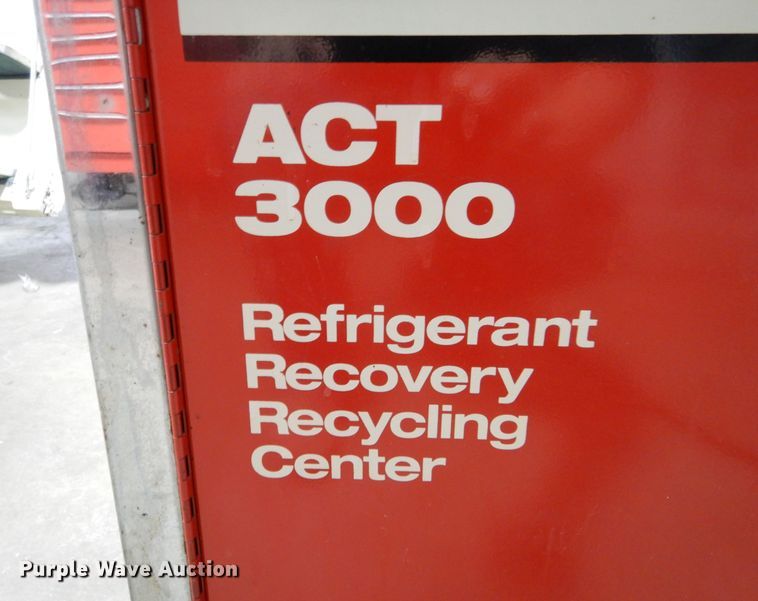 ACT
3000
Refrigerant
Recovery
Recycling
Center
Purple Wave Auction